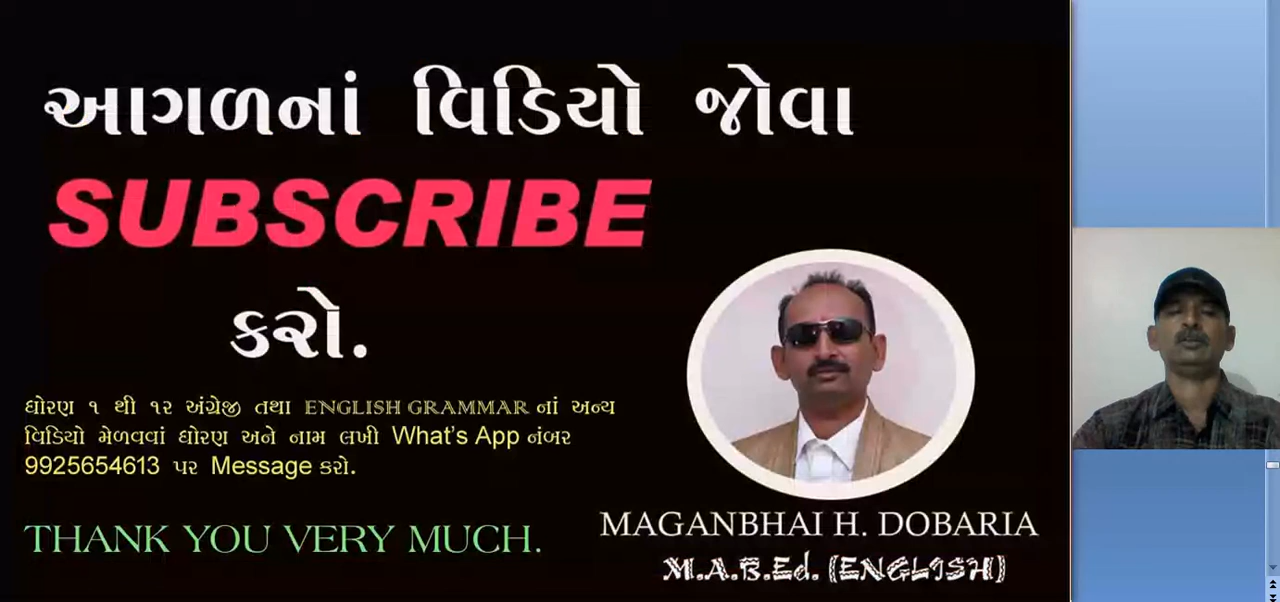 આગળનાં વિડિયો જોવા
SUBSCRIBE
કરો.
ધોરણ ૧ થી ૧૨ અંગ્રેજી તથા ENGLISH GRAMMAR નાં અન્ય
વિડિયો મેળવવાં ધોરણ અને નામ લખી What's App નંબર
9925654613 પર Message કરો.
THANK YOU VERY MUCH.
MAGANBHAI H. DOBARIA
M.A.B.Ed. (ENGLISH)